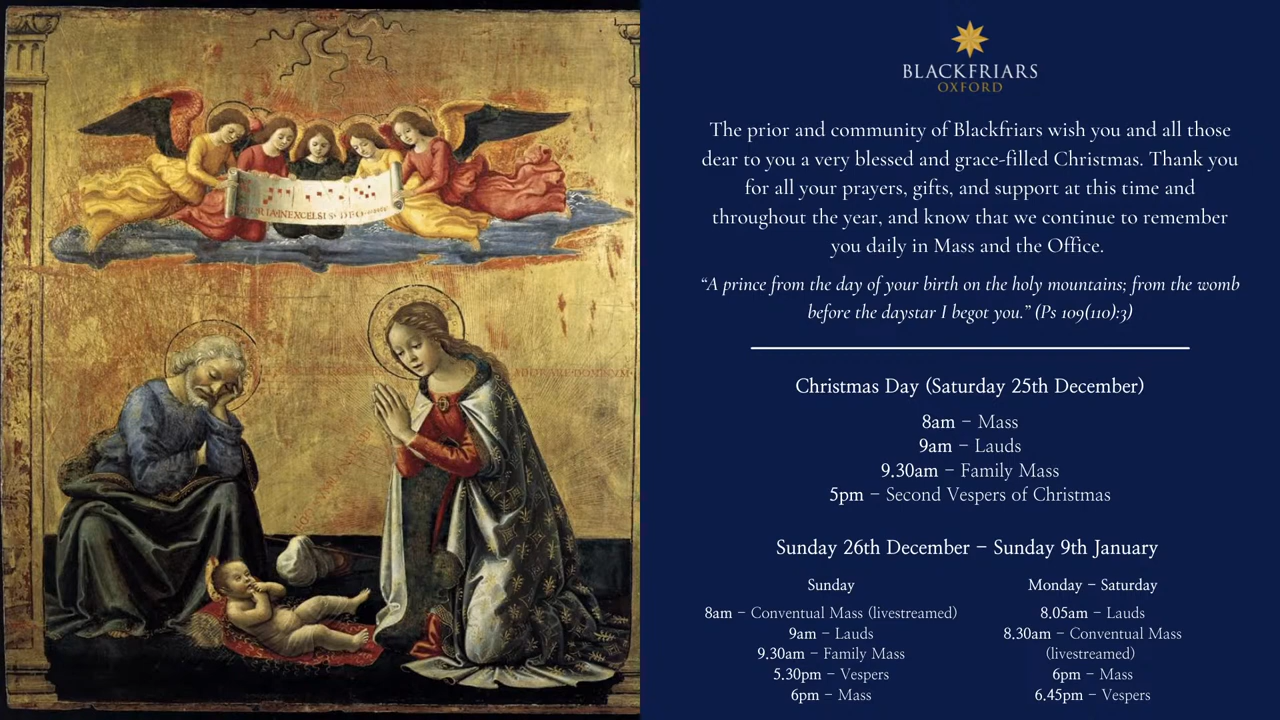 BLACKFRIARS
OXFORD
The prior and community of Blackfriars wish you and all those
dear to you a very blessed and grace-filled Christmas. Thank you
for all your prayers, gifts, and support at this time and
throughout the year, and know that we continue to remember
you daily in Mass and the Office.
“A prince from the day of your birth on the holy mountains; from the womb
before the daystar I begot you.” (Ps 109(110):3)
Christmas Day (Saturday 25th December)
8am – Mass
9am – Lauds
9.30am – Family Mass
5pm – Second Vespers of Christmas
Sunday 26th December – Sunday 9th January
Sunday
8am – Conventual Mass (livestreamed)
9am – Lauds
9.30am – Family Mass
5.30pm – Vespers
6pm – Mass
Monday – Saturday
8.05am – Lauds
8.30am – Conventual Mass
(livestreamed)
6pm – Mass
6.45pm – Vespers
INEXCELSIS DEO